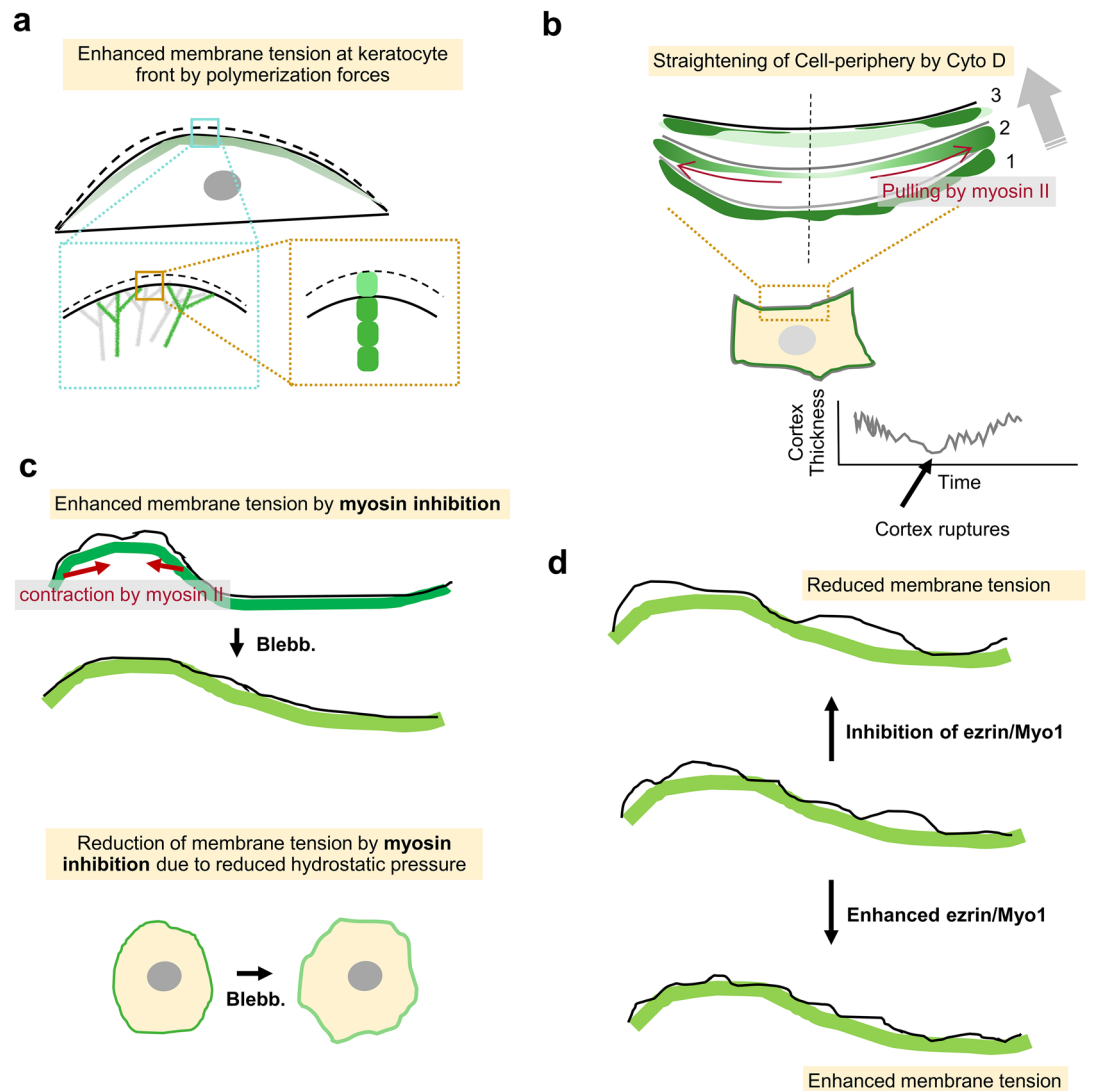 a
Enhanced membrane tension at keratocyte
front by polymerization forces
b
Straightening of Cell-periphery by Cyto D
3
2
1
Pulling by myosin II
Cortex
Thickness
Time
Cortex ruptures
c
Enhanced membrane tension by myosin inhibition
contraction by myosin II
Blebb.
Reduction of membrane tension by myosin
inhibition due to reduced hydrostatic pressure
Blebb.
d
Reduced membrane tension
Inhibition of ezrin/Myo1
Enhanced ezrin/Myo1
Enhanced membrane tension